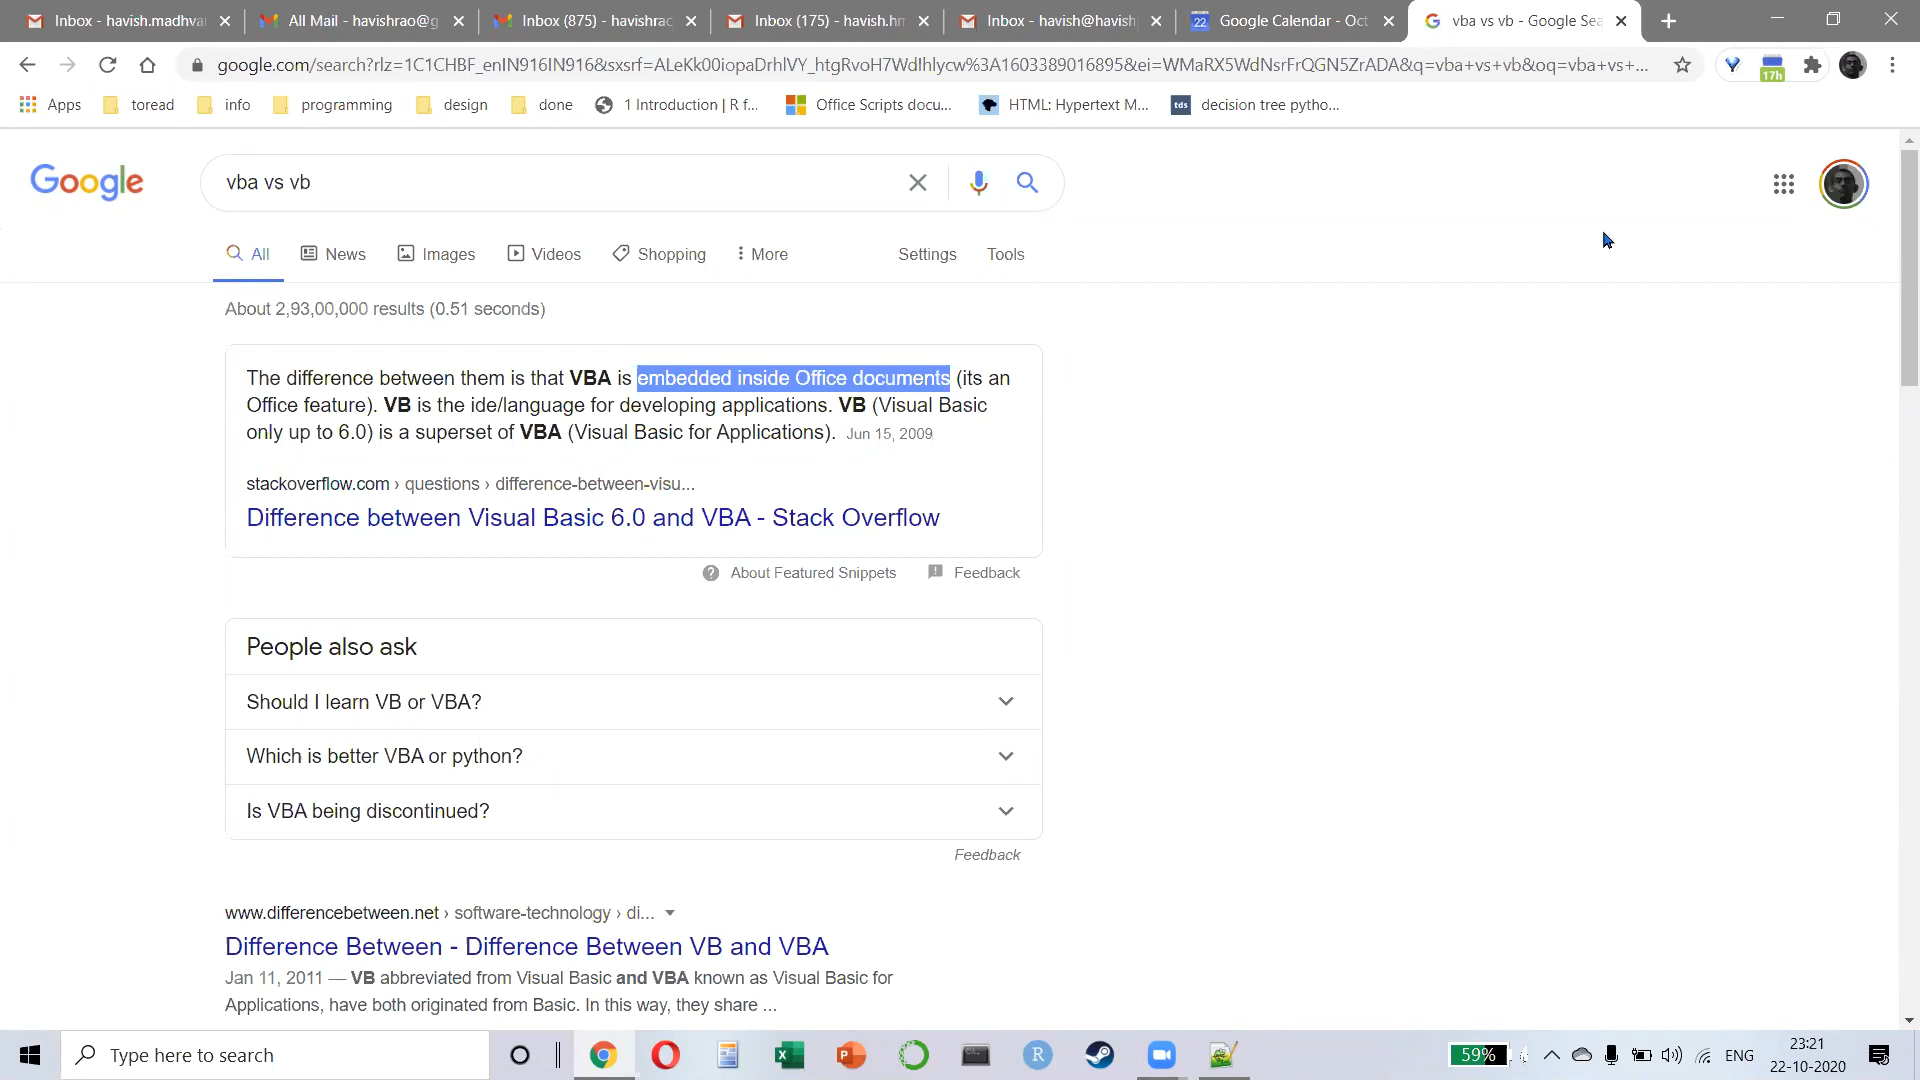 Inbox - havish.madhva
All Mail - havishrao@g
Inbox (875) - havishrao
Inbox (175) - havish.hm
Inbox - havish@havish
22
Google Calendar - Oct
vba vs vb - Google Sea
google.com/search?rlz=1C1CHBF_enIN916IN916&sxsrf=ALeKk00iopaDrhlVY_htgRvoH7WdIhlycw%3A1603389016895&ei=WMaRX5WdNsrFrQGN5ZrADA&q=vba+vs+vb&oq=vba+vs+...
17h
Apps
toread
info
programming
design
done
1 Introduction | R f...
Office Scripts docu...
HTML: Hypertext M...
tds
decision tree pytho...
Google
vba vs vb
All
News
Images
Videos
Shopping
More
Settings
Tools
About 2,93,00,000 results (0.51 seconds)
The difference between them is that VBA is embedded inside Office documents (its an
Office feature). VB is the ide/language for developing applications. VB (Visual Basic
only up to 6.0) is a superset of VBA (Visual Basic for Applications). Jun 15, 2009
stackoverflow.com › questions › difference-between-visu...
Difference between Visual Basic 6.0 and VBA - Stack Overflow
About Featured Snippets
Feedback
People also ask
Should I learn VB or VBA?
Which is better VBA or python?
Is VBA being discontinued?
Feedback
www.differencebetween.net › software-technology › di...
Difference Between - Difference Between VB and VBA
Jan 11, 2011 — VB abbreviated from Visual Basic and VBA known as Visual Basic for
Applications, have both originated from Basic. In this way, they share ...
Type here to search
59%
ENG
23:21
22-10-2020